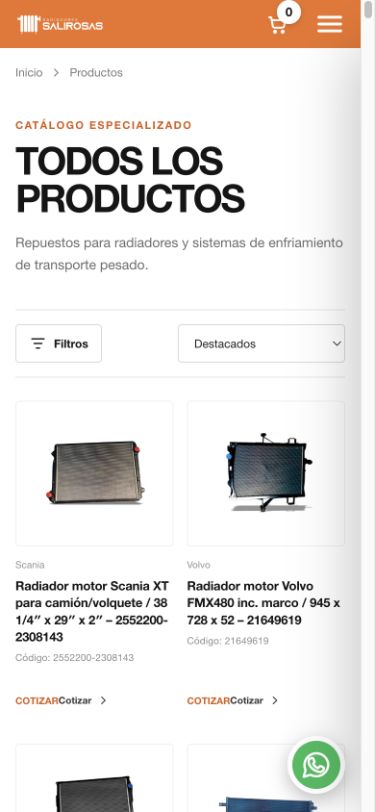 RADIADORES
SALIROSAS
0
Inicio > Productos
CATÁLOGO ESPECIALIZADO
TODOS LOS
PRODUCTOS
Repuestos para radiadores y sistemas de enfriamiento
de transporte pesado.
Filtros
Destacados
Scania
Radiador motor Scania XT
para camión/volquete / 38
1/4″ x 29″ x 2″ – 2552200-
2308143
Código: 2552200-2308143
COTIZARCotizar >
Volvo
Radiador motor Volvo
FMX480 inc. marco / 945 x
728 x 52 – 21649619
Código: 21649619
COTIZARCotizar >